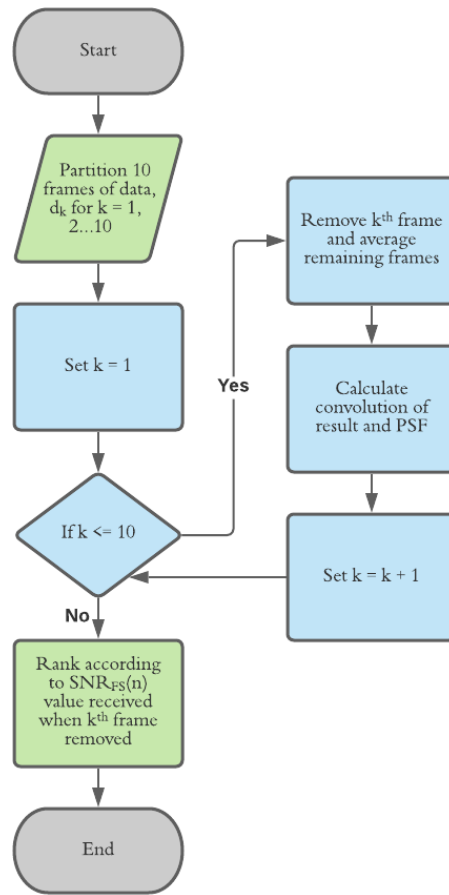 Start
Partition 10
frames of data,
dₖ for k = 1,
2...10
Set k = 1
If k <= 10
Yes
Remove kᵗʰ frame
and average
remaining frames
Calculate
convolution of
result and PSF
Set k = k + 1
No
Rank according
to SNR_FS(n)
value received
when kᵗʰ frame
removed
End